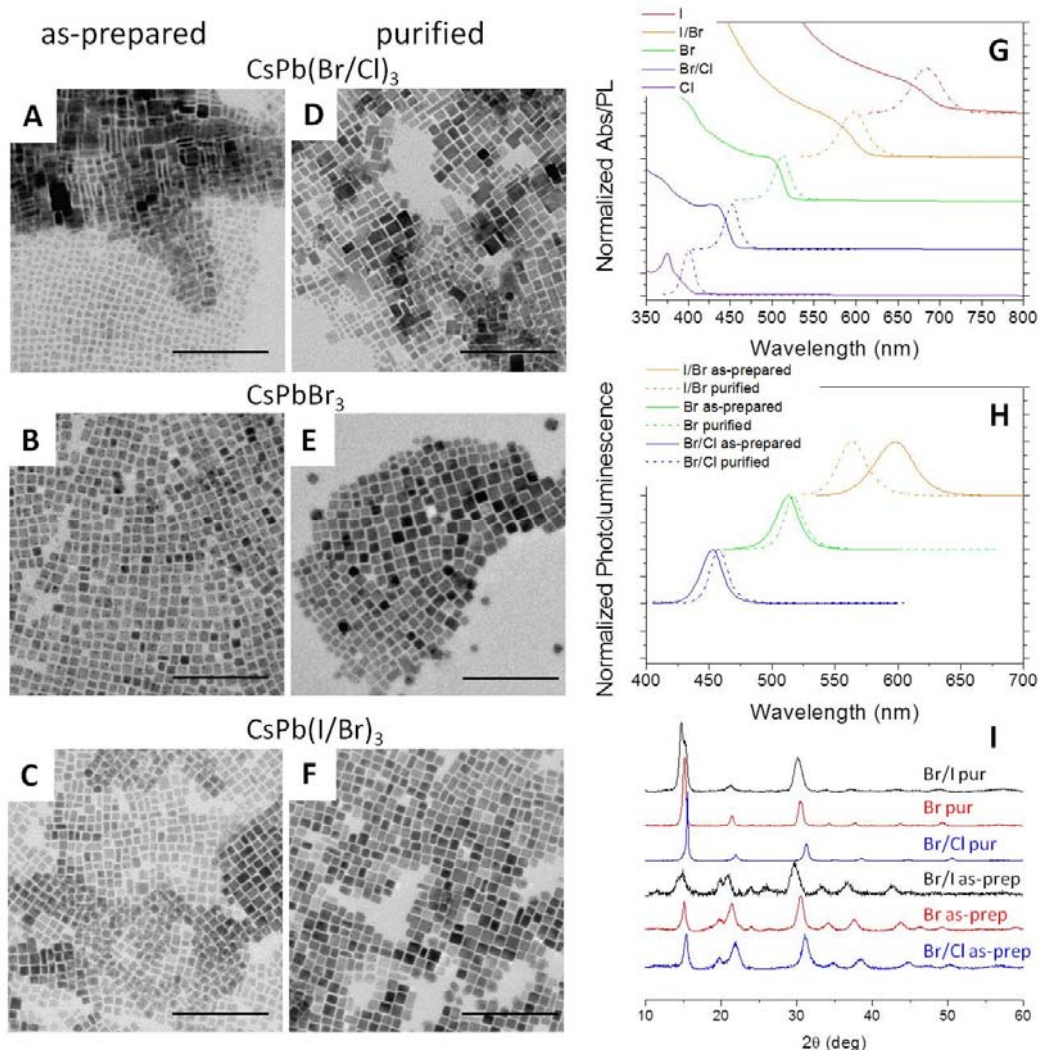 as-prepared
purified
CsPb(Br/Cl)₃
A
D
CsPbBr₃
B
E
CsPb(I/Br)₃
C
F
G
I
I/Br
Br
Br/Cl
Cl
Normalized Abs/PL
350 400 450 500 550 600 650 700 750 800
Wavelength (nm)
H
I/Br as-prepared
I/Br purified
Br as-prepared
Br purified
Br/Cl as-prepared
Br/Cl purified
Normalized Photoluminescence
400 450 500 550 600 650 700
Wavelength (nm)
I
Br/I pur
Br pur
Br/Cl pur
Br/I as-prep
Br as-prep
Br/Cl as-prep
10 20 30 40 50 60
2θ (deg)